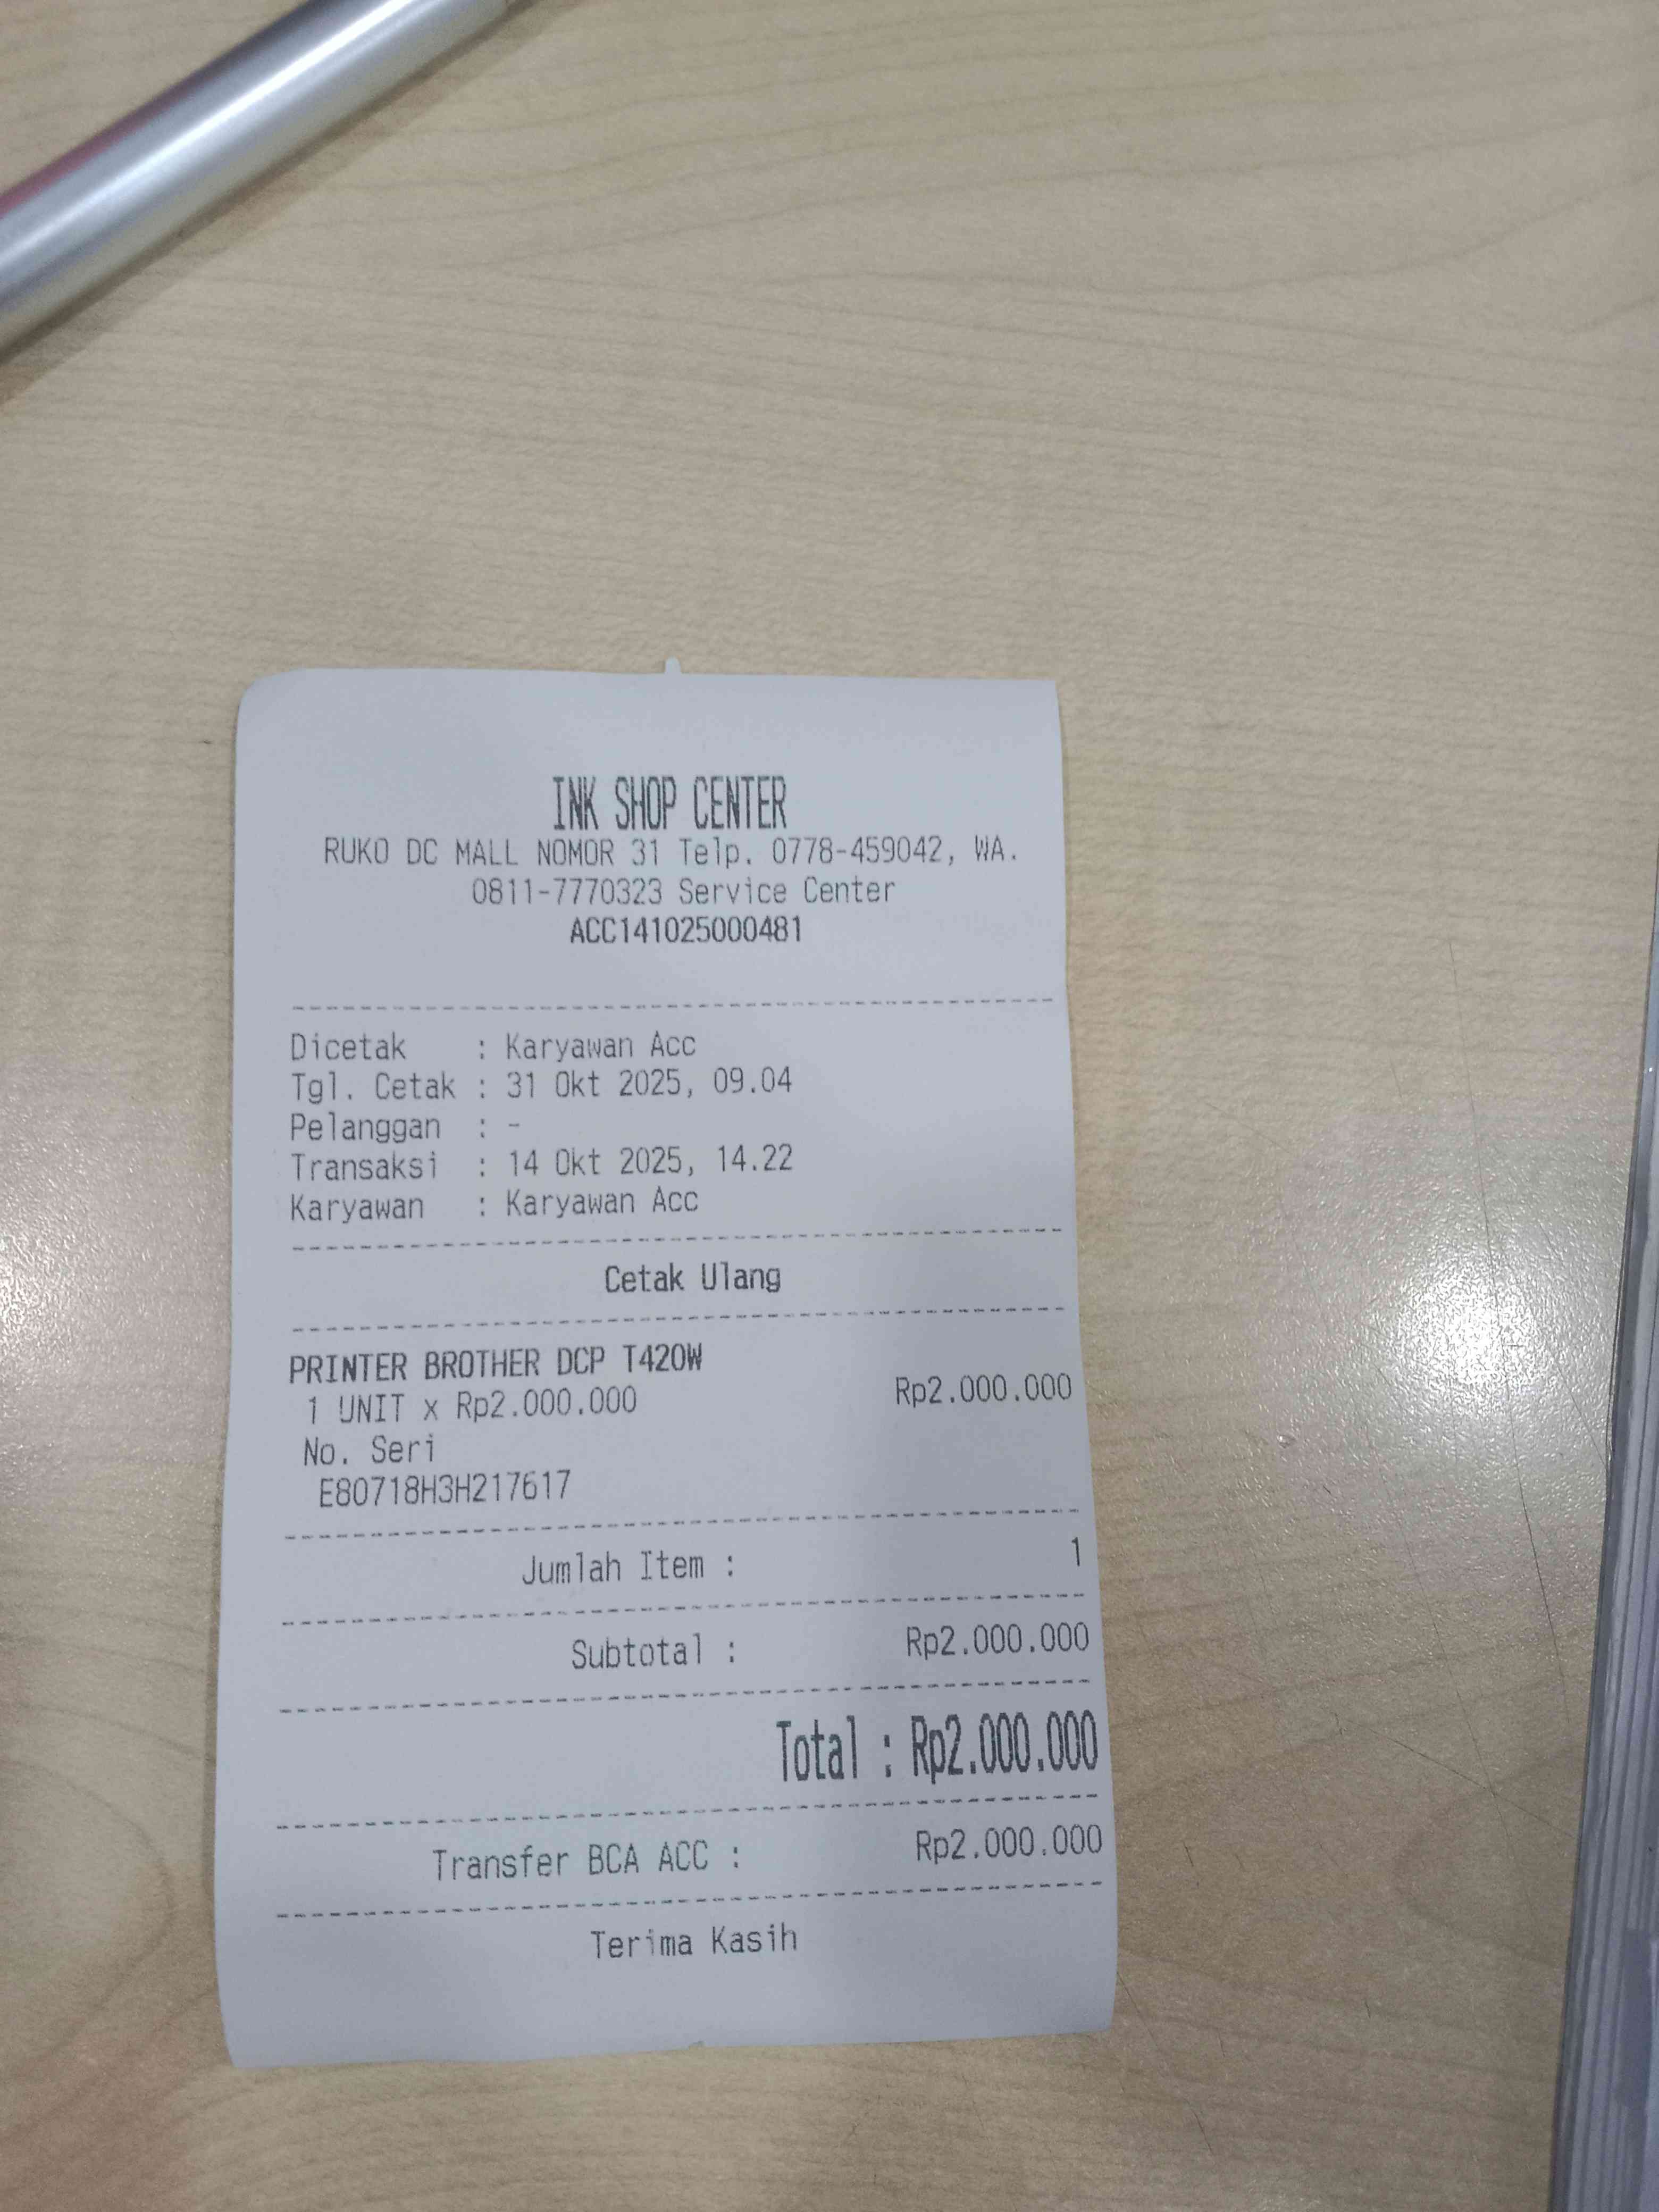 INK SHOP CENTER
RUKO DC MALL NOMOR 31 Telp. 0778-459042, WA.
0811-7770323 Service Center
ACC141025000481
Dicetak : Karyawan Acc
Tgl. Cetak : 31 Okt 2025, 09.04
Pelanggan : -
Transaksi : 14 Okt 2025, 14.22
Karyawan : Karyawan Acc
Cetak Ulang
PRINTER BROTHER DCP T420W
1 UNIT x Rp2.000.000 Rp2.000.000
No. Seri
E80718H3H217617
Jumlah Item : 1
Subtotal : Rp2.000.000
Total : Rp2.000.000
Transfer BCA ACC : Rp2.000.000
Terima Kasih